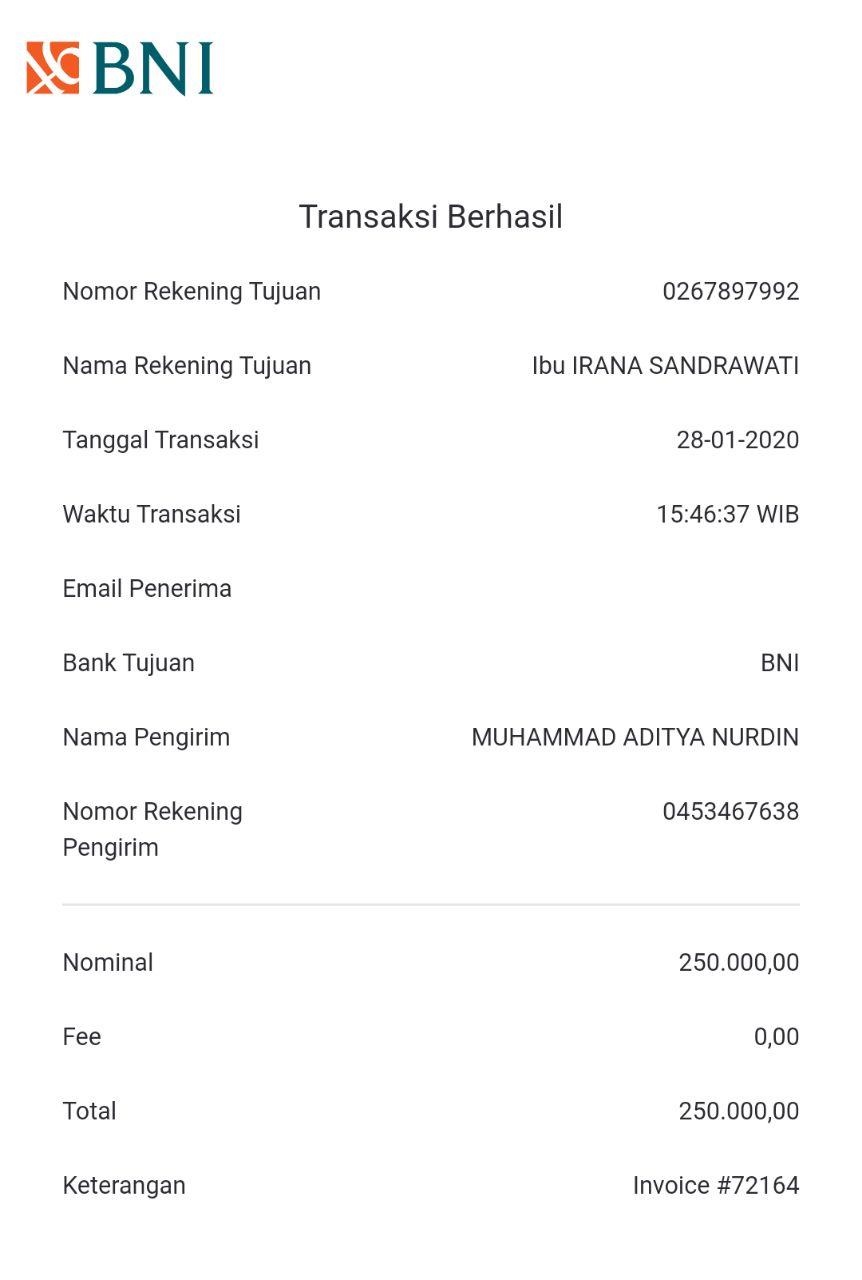 BNI
Transaksi Berhasil
Nomor Rekening Tujuan 0267897992
Nama Rekening Tujuan Ibu IRANA SANDRAWATI
Tanggal Transaksi 28-01-2020
Waktu Transaksi 15:46:37 WIB
Email Penerima
Bank Tujuan BNI
Nama Pengirim MUHAMMAD ADITYA NURDIN
Nomor Rekening 0453467638
Pengirim
Nominal 250.000,00
Fee 0,00
Total 250.000,00
Keterangan Invoice #72164